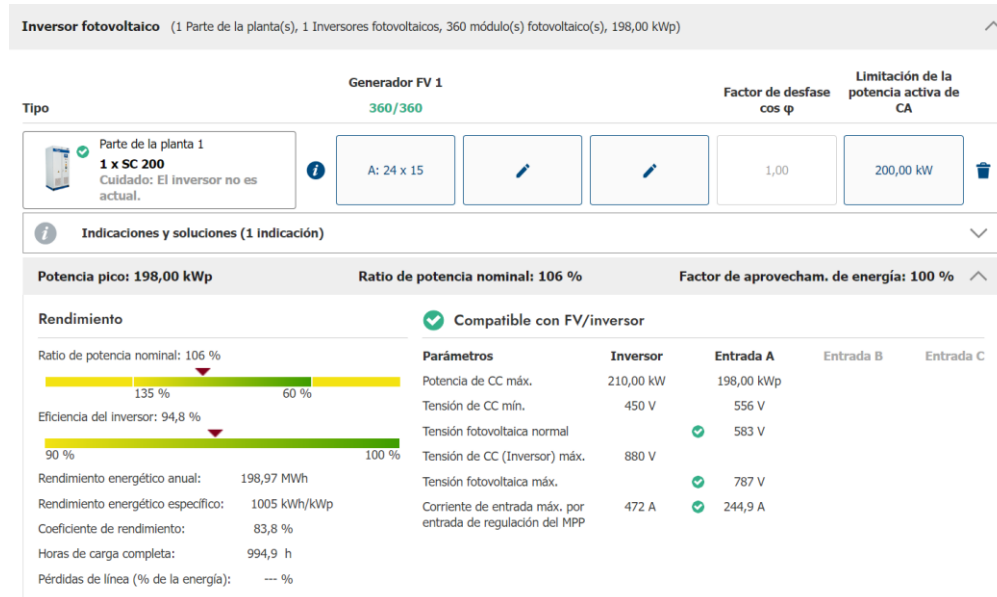 Inversor fotovoltaico (1 Parte de la planta(s), 1 Inversores fotovoltaicos, 360 módulo(s) fotovoltaico(s), 198,00 kWp)
Tipo
Generador FV 1
360/360
Factor de desfase
cos φ
Limitación de la
potencia activa de
CA
Parte de la planta 1
1 x SC 200
Cuidado: El inversor no es
actual.
A: 24 x 15
1,00
200,00 kW
Indicaciones y soluciones (1 indicación)
Potencia pico: 198,00 kWp Ratio de potencia nominal: 106 % Factor de aprovecham. de energía: 100 %
Rendimiento
Ratio de potencia nominal: 106 %
135 % 60 %
Eficiencia del inversor: 94,8 %
90 % 100 %
Rendimiento energético anual: 198,97 MWh
Rendimiento energético específico: 1005 kWh/kWp
Coeficiente de rendimiento: 83,8 %
Horas de carga completa: 994,9 h
Pérdidas de línea (% de la energía): --- %
Compatible con FV/inversor
Parámetros Inversor Entrada A Entrada B Entrada C
Potencia de CC máx. 210,00 kW 198,00 kWp
Tensión de CC mín. 450 V 556 V
Tensión fotovoltaica normal 583 V
Tensión de CC (Inversor) máx. 880 V
Tensión fotovoltaica máx. 787 V
Corriente de entrada máx. por
entrada de regulación del MPP 472 A 244,9 A